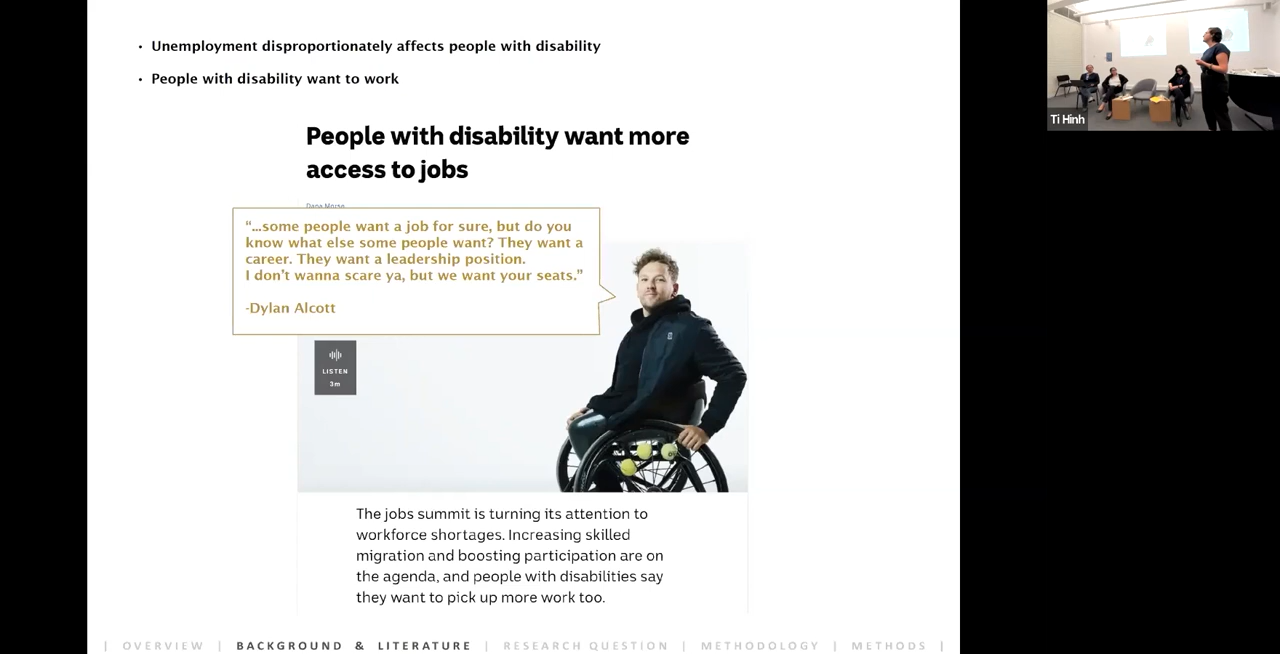 • Unemployment disproportionately affects people with disability
• People with disability want to work
People with disability want more
access to jobs
Dana Morse
“…some people want a job for sure, but do you
know what else some people want? They want a
career. They want a leadership position.
I don’t wanna scare ya, but we want your seats.”
-Dylan Alcott
LISTEN
3m
The jobs summit is turning its attention to
workforce shortages. Increasing skilled
migration and boosting participation are on
the agenda, and people with disabilities say
they want to pick up more work too.
| OVERVIEW | BACKGROUND & LITERATURE | RESEARCH QUESTION | METHODOLOGY | METHODS |
Ti Hinh